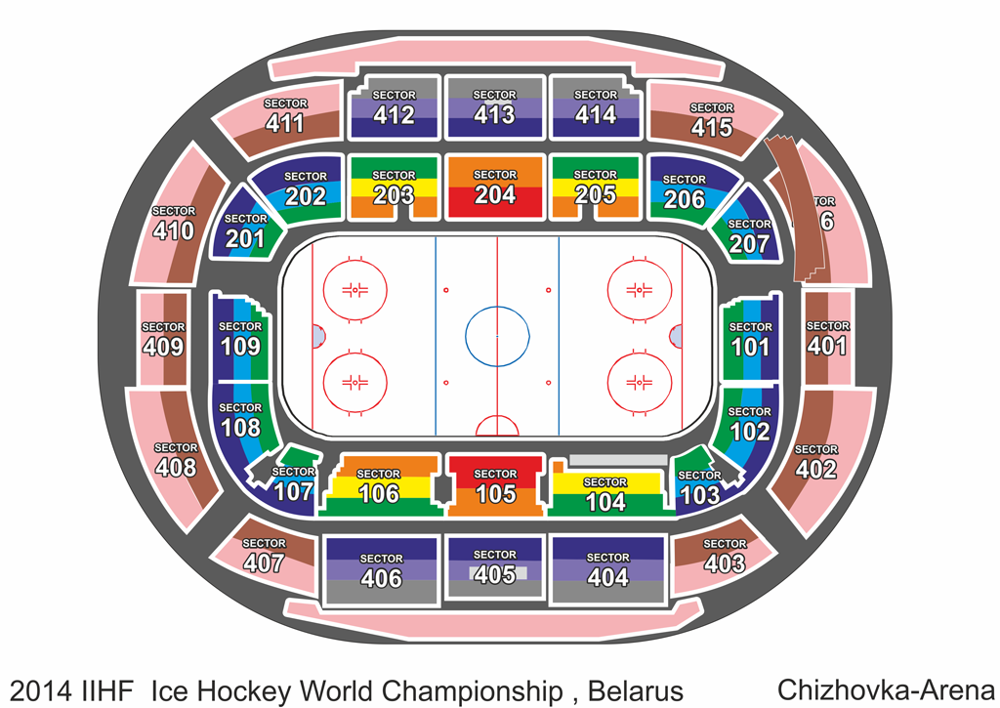 SECTOR
411
SECTOR
412
SECTOR
413
SECTOR
414
SECTOR
415
SECTOR
410
SECTOR
201
SECTOR
202
SECTOR
203
SECTOR
204
SECTOR
205
SECTOR
206
SECTOR
207
TOR
6
SECTOR
409
SECTOR
109
SECTOR
101
SECTOR
401
SECTOR
408
SECTOR
108
SECTOR
102
SECTOR
402
SECTOR
107
SECTOR
106
SECTOR
105
SECTOR
104
SECTOR
103
SECTOR
407
SECTOR
406
SECTOR
405
SECTOR
404
SECTOR
403
2014 IIHF Ice Hockey World Championship , Belarus
Chizhovka-Arena